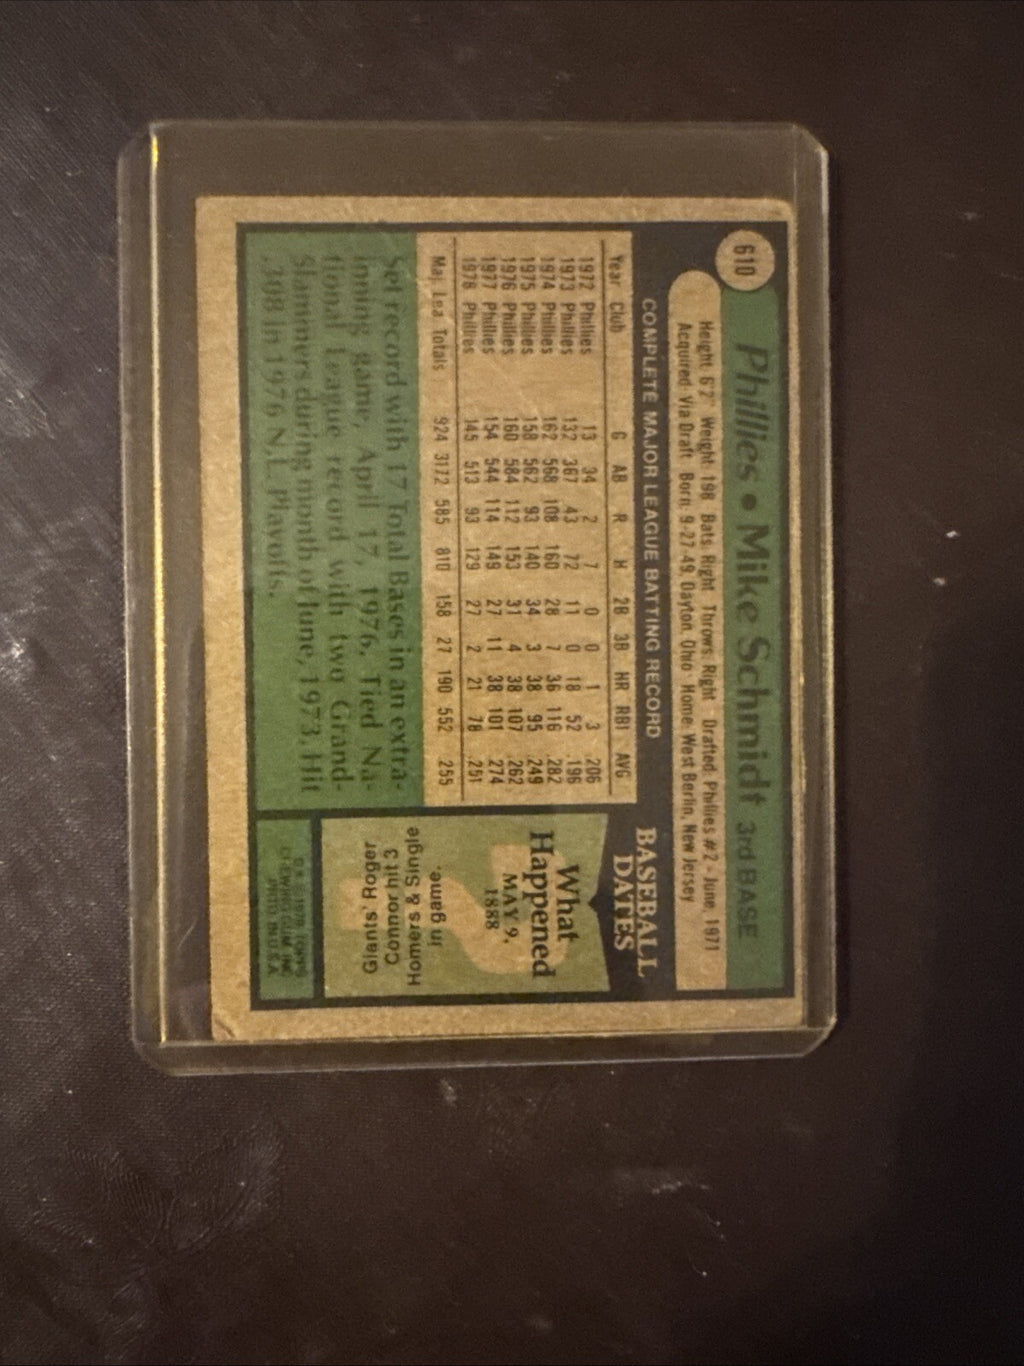 610
Phillies • Mike Schmidt 3rd BASE
Height: 6'2" Weight: 198 Bats: Right Throws: Right Drafted: Phillies #2 - June, 1971
Acquired: Via Draft Born: 9-27-49, Dayton, Ohio Home: West Berlin, New Jersey
COMPLETE MAJOR LEAGUE BATTING RECORD
Year Club G AB R H 2B 3B HR RBI AVG
1972 Phillies 13 34 2 7 0 0 1 3 .206
1973 Phillies 132 367 43 72 11 0 18 52 .196
1974 Phillies 162 568 108 160 28 7 36 116 .282
1975 Phillies 158 562 93 140 34 3 38 95 .249
1976 Phillies 160 584 112 153 31 4 38 107 .262
1977 Phillies 154 544 114 149 27 11 38 101 .274
1978 Phillies 145 513 93 129 27 2 21 78 .251
Maj. Lea. Totals 924 3172 585 810 158 27 190 552 .255
Set record with 17 Total Bases in an extra-
inning game, April 17, 1976. Tied Na-
tional League record with two Grand-
Slammers during month of June, 1973. Hit
.308 in 1976 N.L. Playoffs.
BASEBALL
DATES
What
Happened
MAY 9,
1888
Giants' Roger
Connor hit 3
Homers & Single
in game.
© 1979 TOPPS
CHEWING GUM, INC.
PRTD. IN U.S.A.